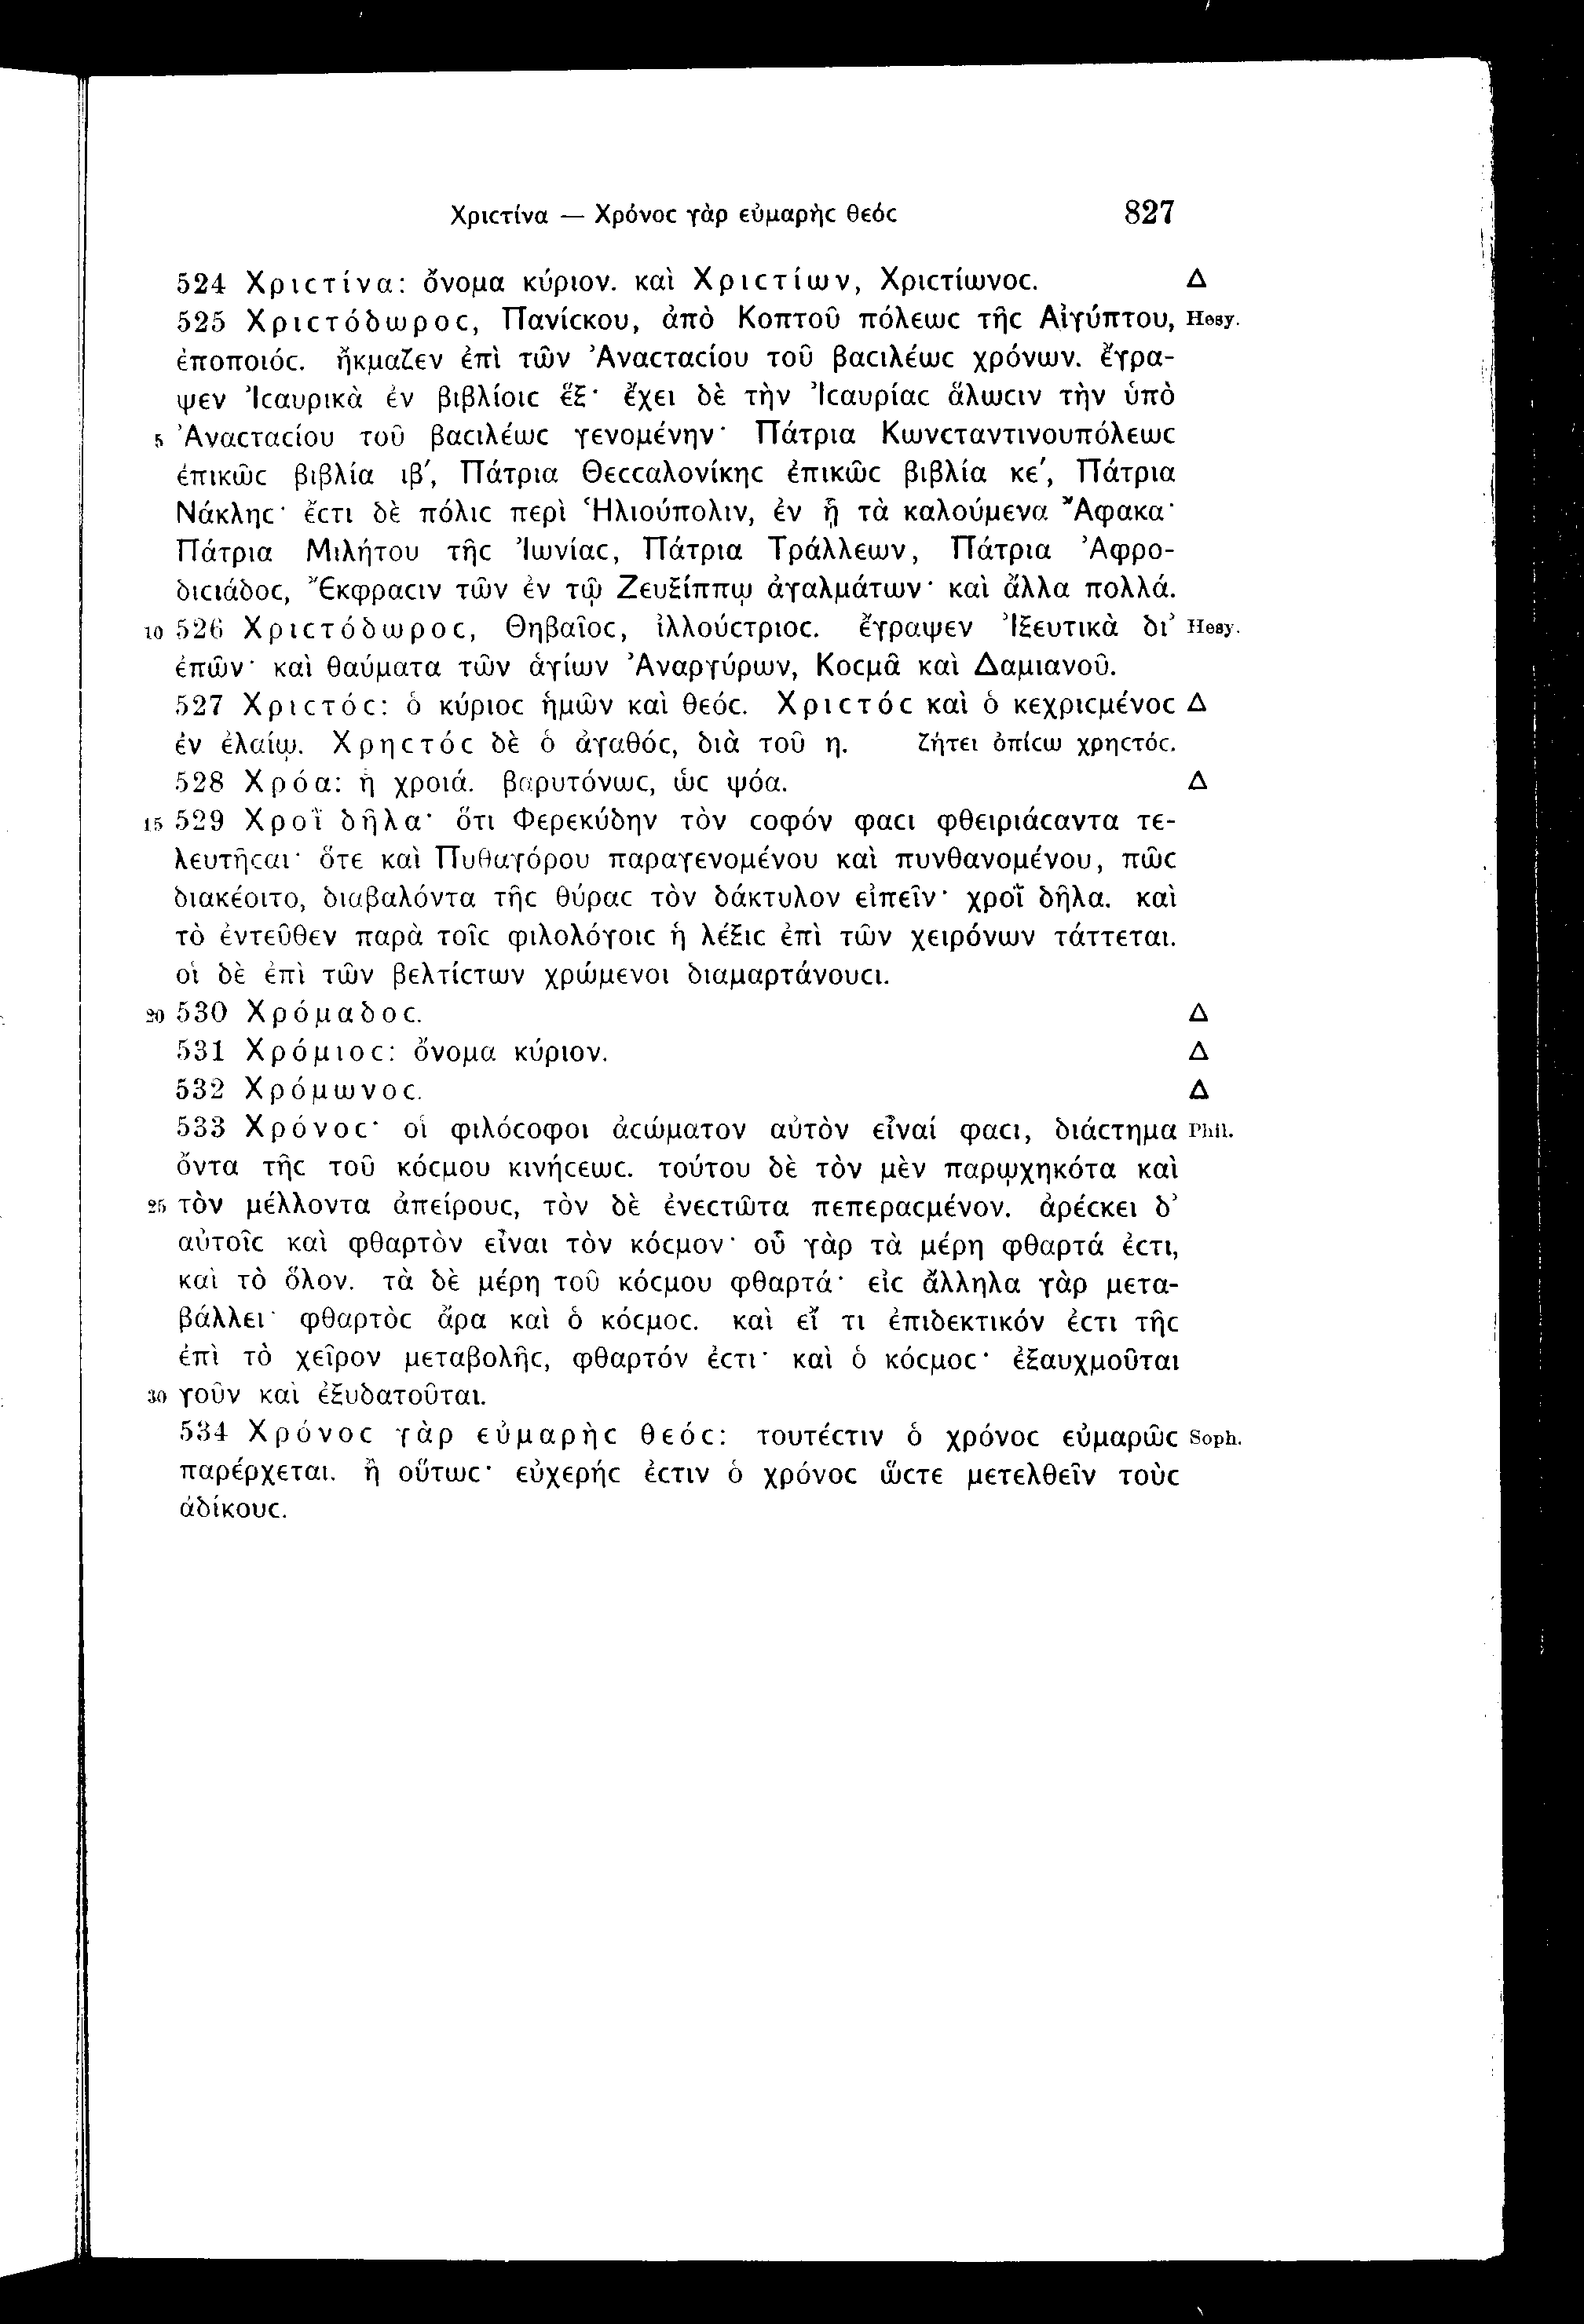 Χριϲτίνα — Χρόνοϲ γὰρ εὐμαρὴϲ θεόϲ 827
524 Χριϲτίνα: ὄνομα κύριον. καὶ Χριϲτίων, Χριϲτίωνοϲ. Δ
525 Χριϲτόδωροϲ, Πανίϲκου, ἀπὸ Κοπτοῦ πόλεωϲ τῆϲ Αἰγύπτου, Hesy.
ἐποποιόϲ. ἤκμαζεν ἐπὶ τῶν Ἀναϲταϲίου τοῦ βαϲιλέωϲ χρόνων. ἔγρα-
ψεν Ἰϲαυρικὰ ἐν βιβλίοιϲ ἕξ· ἔχει δὲ τὴν Ἰϲαυρίαϲ ἅλωϲιν τὴν ὑπὸ
5 Ἀναϲταϲίου τοῦ βαϲιλέωϲ γενομένην· Πάτρια Κωνϲταντινουπόλεωϲ
ἐπικῶϲ βιβλία ιβʹ, Πάτρια Θεϲϲαλονίκηϲ ἐπικῶϲ βιβλία κεʹ, Πάτρια
Νάκληϲ· ἔϲτι δὲ πόλιϲ περὶ Ἡλιούπολιν, ἐν ᾗ τὰ καλούμενα Ἄφακα·
Πάτρια Μιλήτου τῆϲ Ἰωνίαϲ, Πάτρια Τράλλεων, Πάτρια Ἀφρο-
διϲιάδοϲ, Ἔκφραϲιν τῶν ἐν τῷ Ζευξίππῳ ἀγαλμάτων· καὶ ἄλλα πολλά.
10 526 Χριϲτόδωροϲ, Θηβαῖοϲ, ἰλλούϲτριοϲ. ἔγραψεν Ἰξευτικὰ δι’ Hesy.
ἐπῶν· καὶ θαύματα τῶν ἁγίων Ἀναργύρων, Κοϲμᾶ καὶ Δαμιανοῦ.
527 Χριϲτόϲ: ὁ κύριοϲ ἡμῶν καὶ θεόϲ. Χριϲτόϲ καὶ ὁ κεχριϲμένοϲ Δ
ἐν ἐλαίῳ. Χρηϲτόϲ δὲ ὁ ἀγαθόϲ, διὰ τοῦ η. ζήτει ὀπίϲω χρηϲτόϲ.
528 Χρόα: ἡ χροιά. βαρυτόνωϲ, ὡϲ ψόα. Δ
15 529 Χροῒ δῆλα· ὅτι Φερεκύδην τὸν ϲοφόν φαϲι φθειριάϲαντα τε-
λευτῆϲαι· ὅτε καὶ Πυθαγόρου παραγενομένου καὶ πυνθανομένου, πῶϲ
διακέοιτο, διαβαλόντα τῆϲ θύραϲ τὸν δάκτυλον εἰπεῖν· χροῒ δῆλα. καὶ
τὸ ἐντεῦθεν παρὰ τοῖϲ φιλολόγοιϲ ἡ λέξιϲ ἐπὶ τῶν χειρόνων τάττεται.
οἱ δὲ ἐπὶ τῶν βελτίϲτων χρώμενοι διαμαρτάνουϲι.
20 530 Χρόμαδοϲ. Δ
531 Χρόμιοϲ: ὄνομα κύριον. Δ
532 Χρόμωνοϲ. Δ
533 Χρόνοϲ· οἱ φιλόϲοφοι ἀϲώματον αὐτὸν εἶναί φαϲι, διάϲτημα Phil.
ὄντα τῆϲ τοῦ κόϲμου κινήϲεωϲ. τούτου δὲ τὸν μὲν παρῳχηκότα καὶ
25 τὸν μέλλοντα ἀπείρουϲ, τὸν δὲ ἐνεϲτῶτα πεπεραϲμένον. ἀρέϲκει δ’
αὐτοῖϲ καὶ φθαρτὸν εἶναι τὸν κόϲμον· οὗ γὰρ τὰ μέρη φθαρτά ἐϲτι,
καὶ τὸ ὅλον. τὰ δὲ μέρη τοῦ κόϲμου φθαρτά· εἰϲ ἄλληλα γὰρ μετα-
βάλλει· φθαρτὸϲ ἄρα καὶ ὁ κόϲμοϲ. καὶ εἴ τι ἐπιδεκτικόν ἐϲτι τῆϲ
ἐπὶ τὸ χεῖρον μεταβολῆϲ, φθαρτόν ἐϲτι· καὶ ὁ κόϲμοϲ· ἐξαυχμοῦται
30 γοῦν καὶ ἐξυδατοῦται.
534 Χρόνοϲ γὰρ εὐμαρὴϲ θεόϲ: τουτέϲτιν ὁ χρόνοϲ εὐμαρῶϲ Soph.
παρέρχεται. ἢ οὕτωϲ· εὐχερήϲ ἐϲτιν ὁ χρόνοϲ ὥϲτε μετελθεῖν τοὺϲ
ἀδίκουϲ.